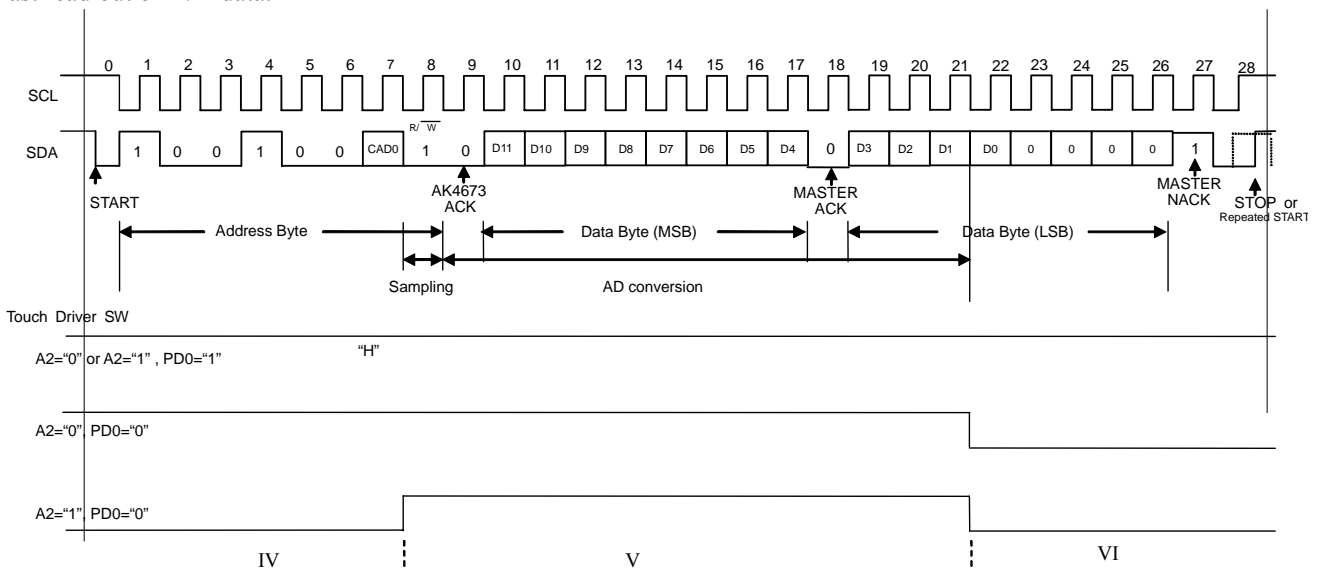 0 1 2 3 4 5 6 7 8 9 10 11 12 13 14 15 16 17 18 19 20 21 22 23 24 25 26 27 28
SCL
R/ W
SDA 1 0 0 1 0 0 CAD0 1 0 D11 D10 D9 D8 D7 D6 D5 D4 0 D3 D2 D1 D0 0 0 0 0 1
START
AK4673
ACK
MASTER
ACK
MASTER
NACK
STOP or
Repeated START
Address Byte
Data Byte (MSB)
Data Byte (LSB)
Sampling
AD conversion
Touch Driver SW
A2=“0” or A2=“1” , PD0=“1”
“H”
A2=“0”, PD0=“0”
A2=“1”, PD0=“0”
IV V VI